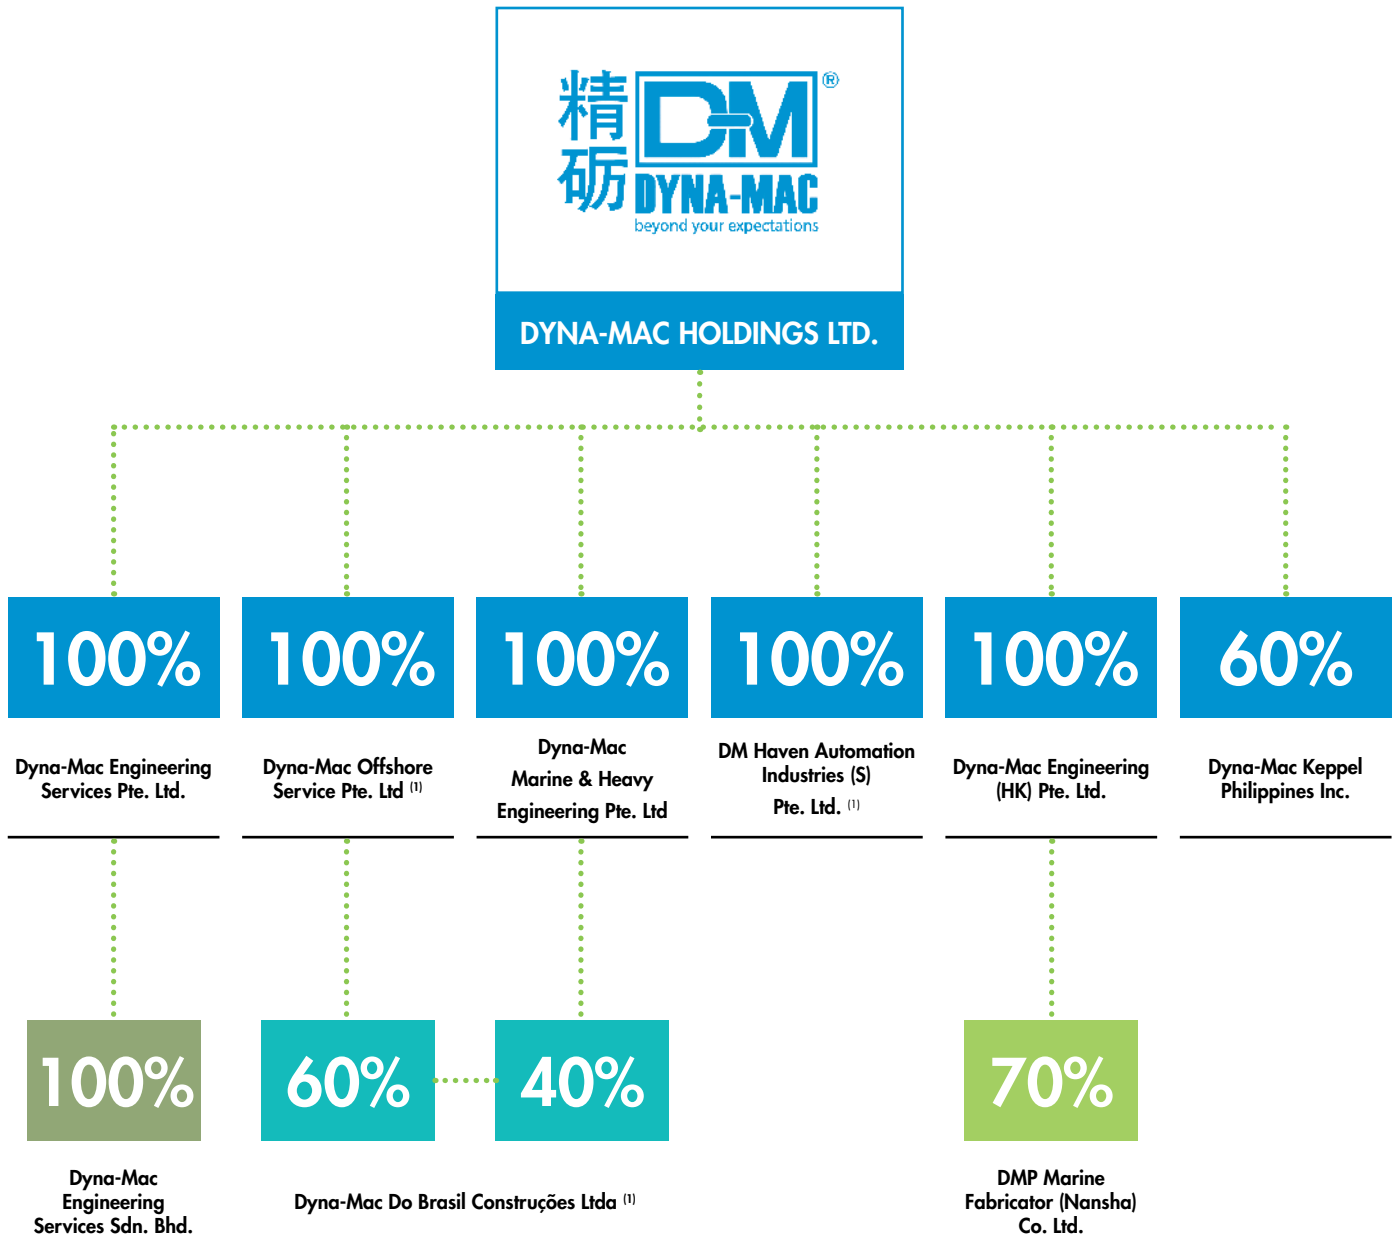 精砺
DM ®
DYNA-MAC
beyond your expectations
DYNA-MAC HOLDINGS LTD.
100%
100%
100%
100%
100%
60%
Dyna-Mac Engineering
Services Pte. Ltd.
Dyna-Mac Offshore
Service Pte. Ltd (1)
Dyna-Mac
Marine & Heavy
Engineering Pte. Ltd
DM Haven Automation
Industries (S)
Pte. Ltd. (1)
Dyna-Mac Engineering
(HK) Pte. Ltd.
Dyna-Mac Keppel
Philippines Inc.
100%
60%
40%
70%
Dyna-Mac
Engineering
Services Sdn. Bhd.
Dyna-Mac Do Brasil Construções Ltda (1)
DMP Marine
Fabricator (Nansha)
Co. Ltd.